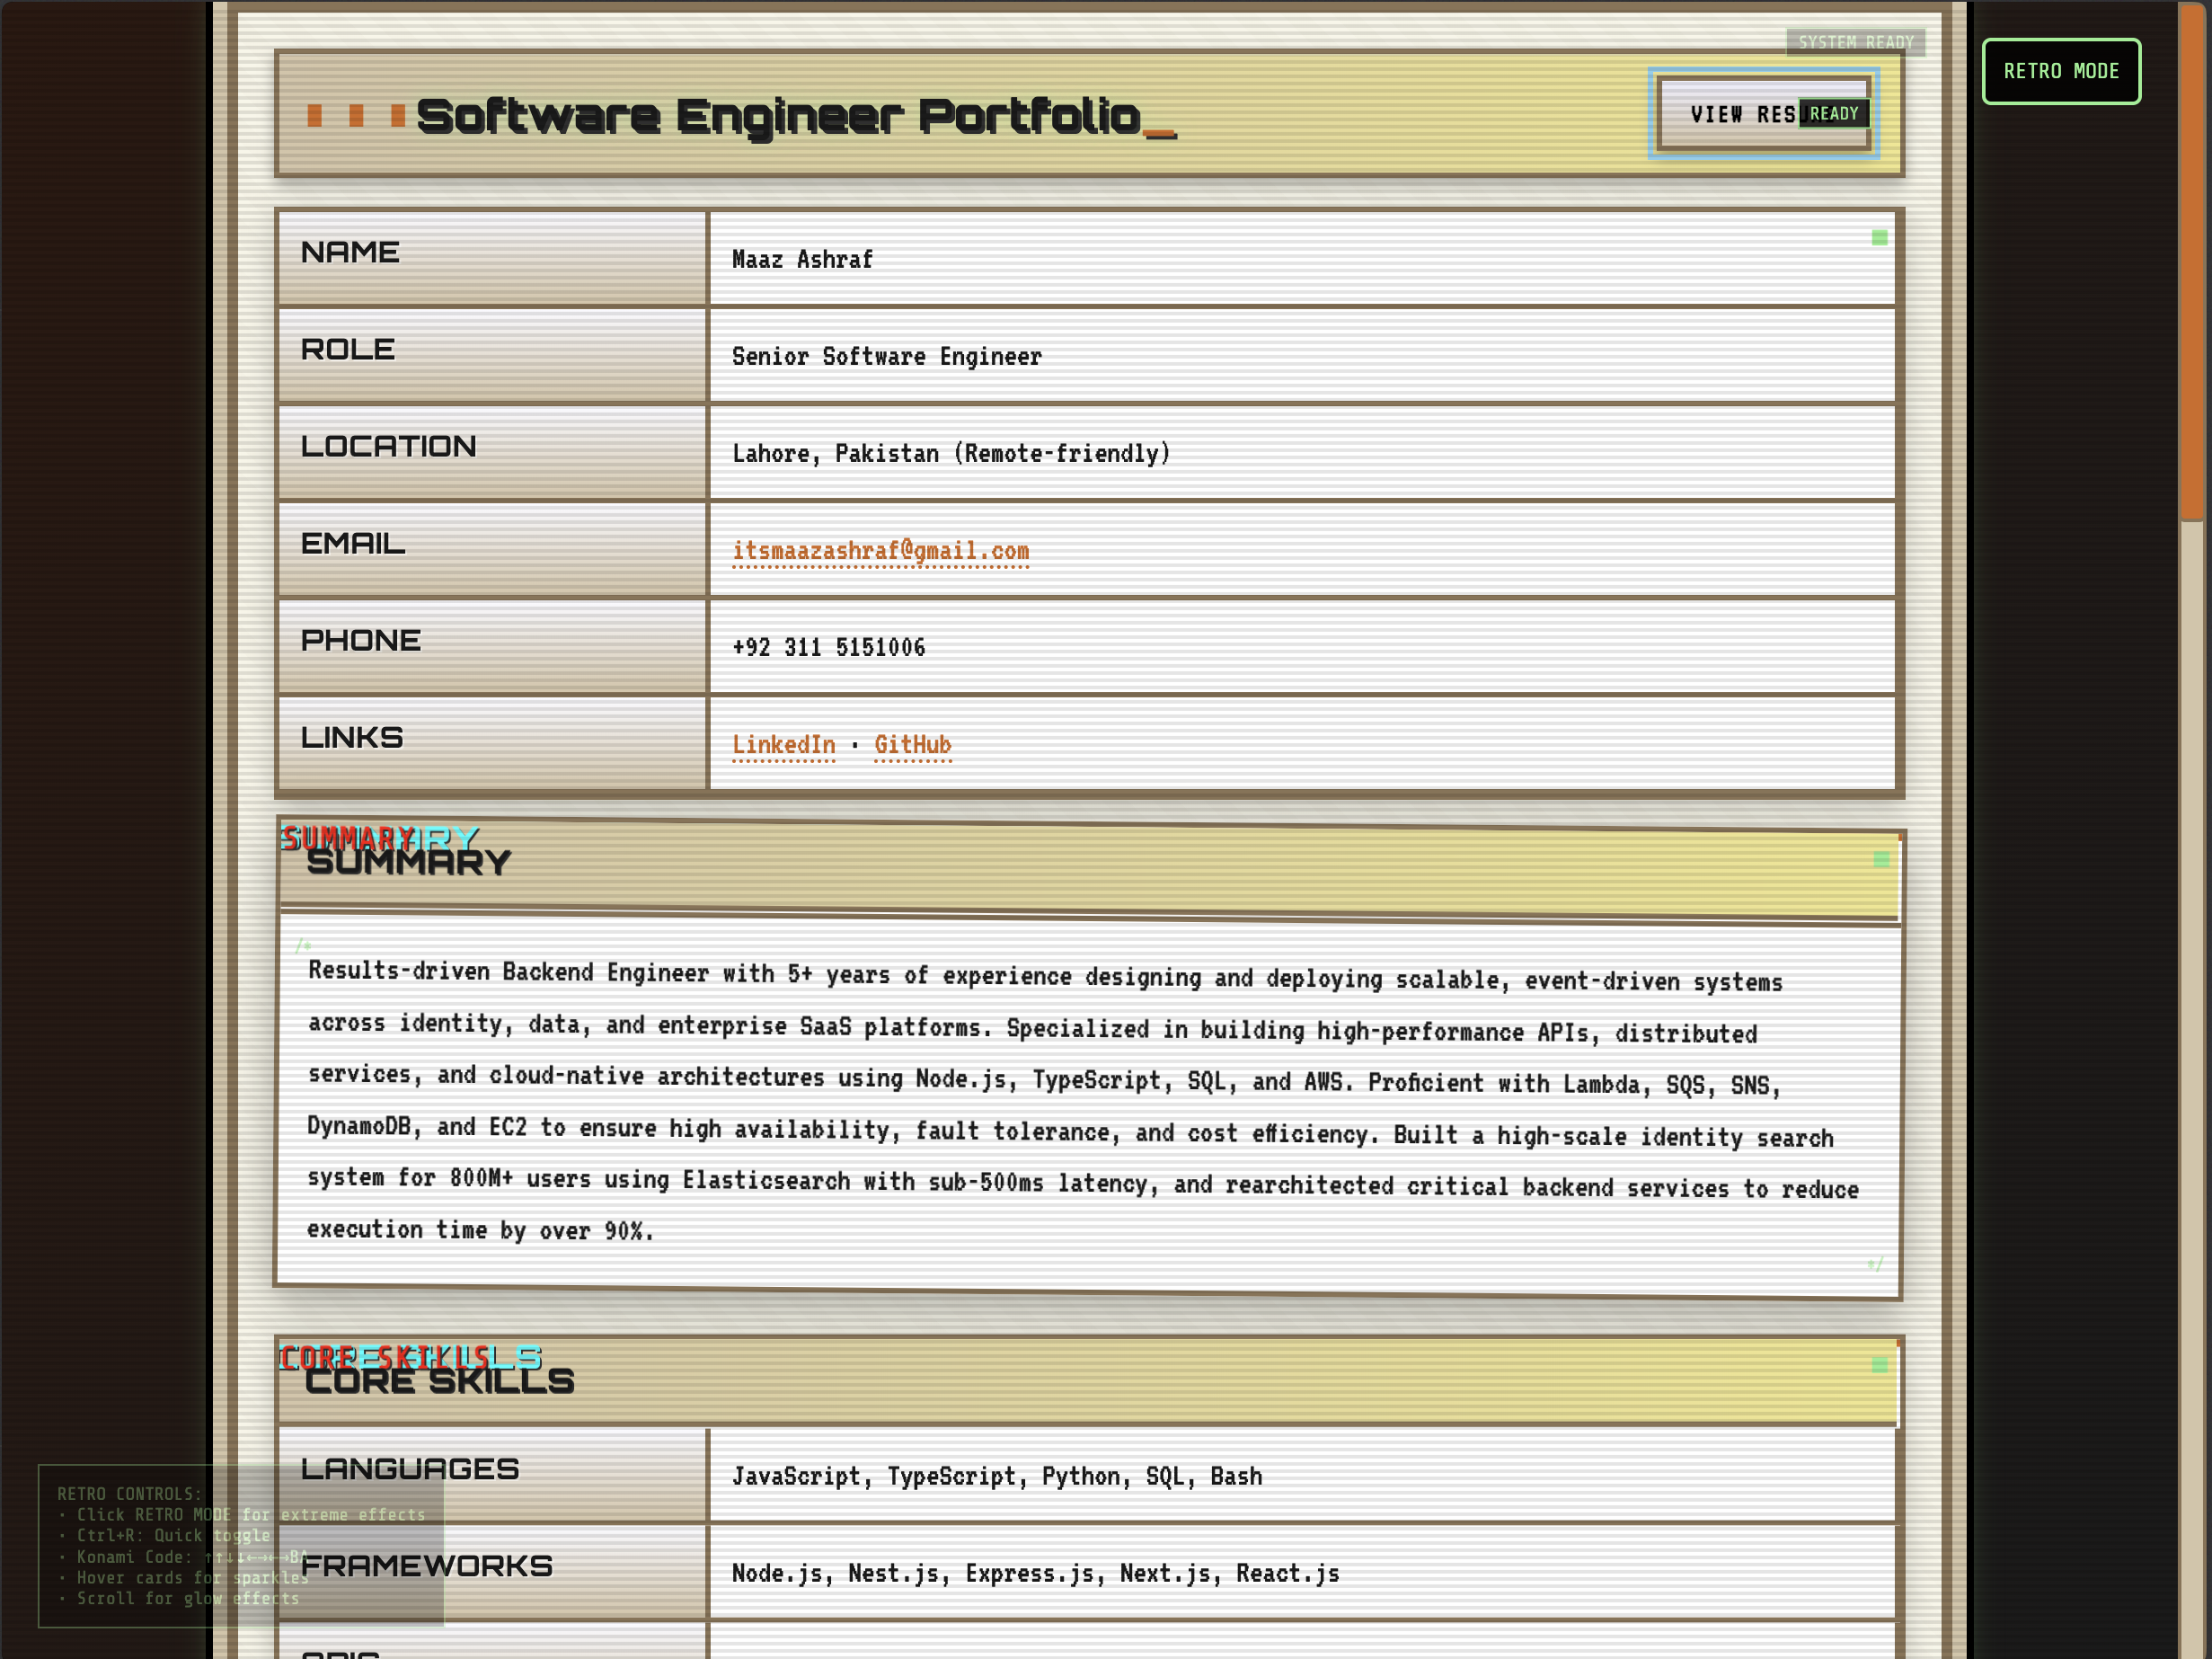 SYSTEM READY
RETRO MODE
Software Engineer Portfolio_
VIEW RES
READY
NAME
Maaz Ashraf
ROLE
Senior Software Engineer
LOCATION
Lahore, Pakistan (Remote-friendly)
EMAIL
itsmaazashraf@gmail.com
PHONE
+92 311 5151006
LINKS
LinkedIn · GitHub
SUMMARY
SUMMARY
SUMMARY
/*
Results-driven Backend Engineer with 5+ years of experience designing and deploying scalable, event-driven systems
across identity, data, and enterprise SaaS platforms. Specialized in building high-performance APIs, distributed
services, and cloud-native architectures using Node.js, TypeScript, SQL, and AWS. Proficient with Lambda, SQS, SNS,
DynamoDB, and EC2 to ensure high availability, fault tolerance, and cost efficiency. Built a high-scale identity search
system for 800M+ users using Elasticsearch with sub-500ms latency, and rearchitected critical backend services to reduce
execution time by over 90%.
*/
CORE SKILLS
CORE SKILLS
CORE SKILLS
LANGUAGES
JavaScript, TypeScript, Python, SQL, Bash
FRAMEWORKS
Node.js, Nest.js, Express.js, Next.js, React.js
APIS
RETRO CONTROLS:
• Click RETRO MODE for extreme effects
• Ctrl+R: Quick toggle
• Konami Code: ↑↑↓↓←→←→BA
• Hover cards for sparkles
• Scroll for glow effects